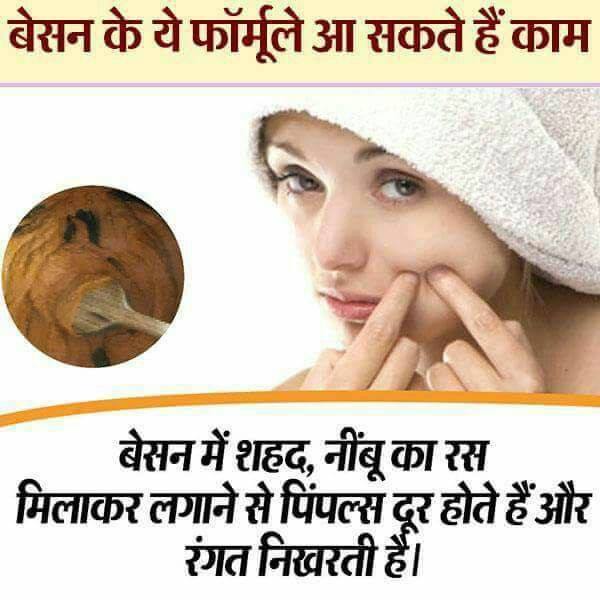 बेसन के ये फॉर्मूले आ सकते हैं काम
बेसन में शहद, नींबू का रस
मिलाकर लगाने से पिंपल्स दूर होते हैं और
रंगत निखरती है।